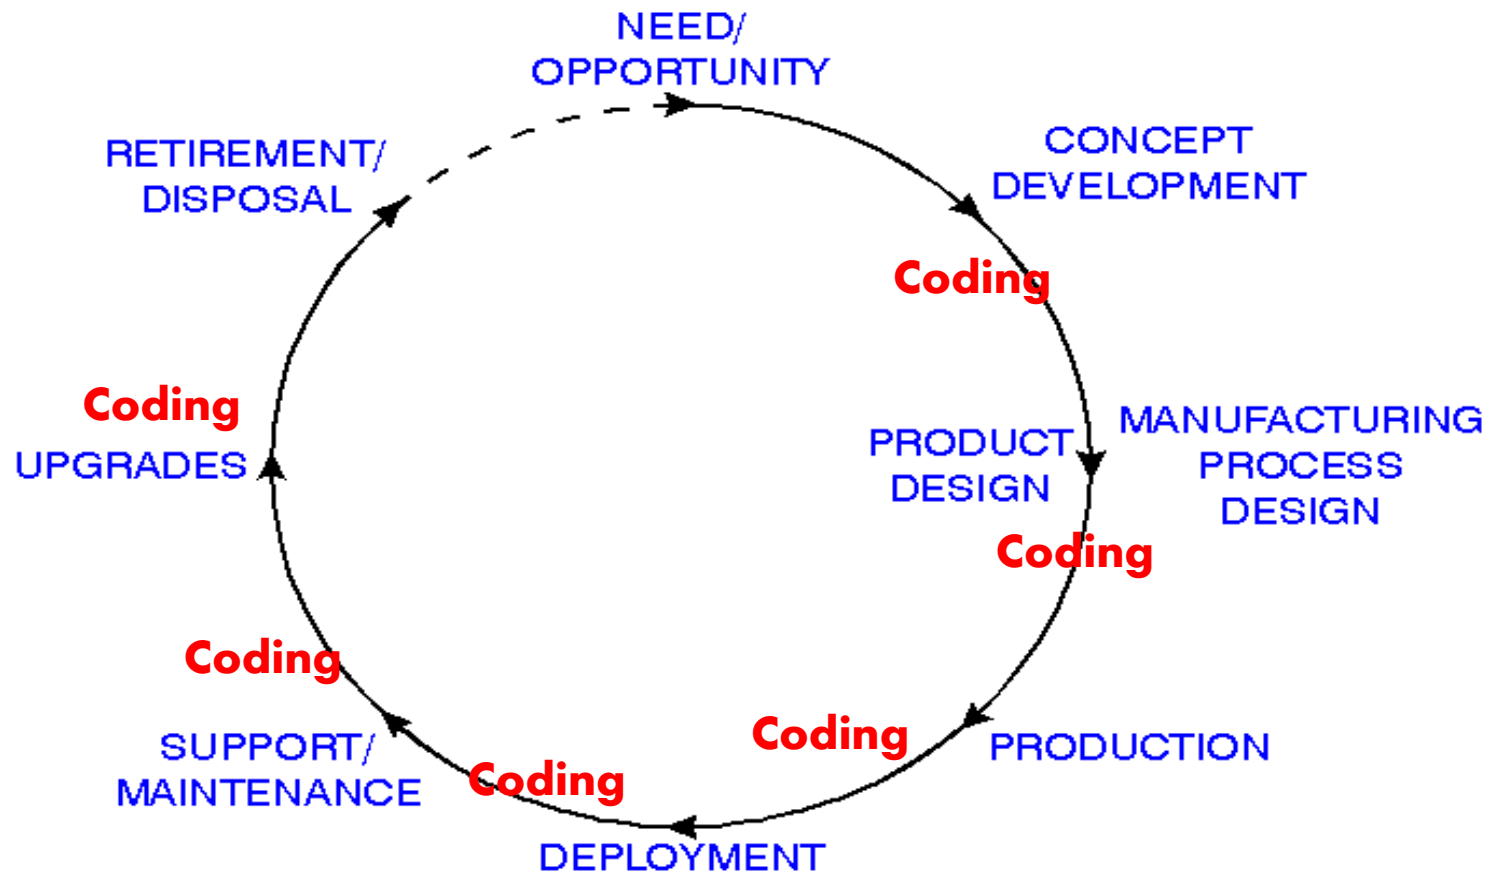 NEED/
OPPORTUNITY
CONCEPT
DEVELOPMENT
Coding
PRODUCT
DESIGN
MANUFACTURING
PROCESS
DESIGN
Coding
PRODUCTION
Coding
DEPLOYMENT
Coding
SUPPORT/
MAINTENANCE
Coding
UPGRADES
Coding
RETIREMENT/
DISPOSAL